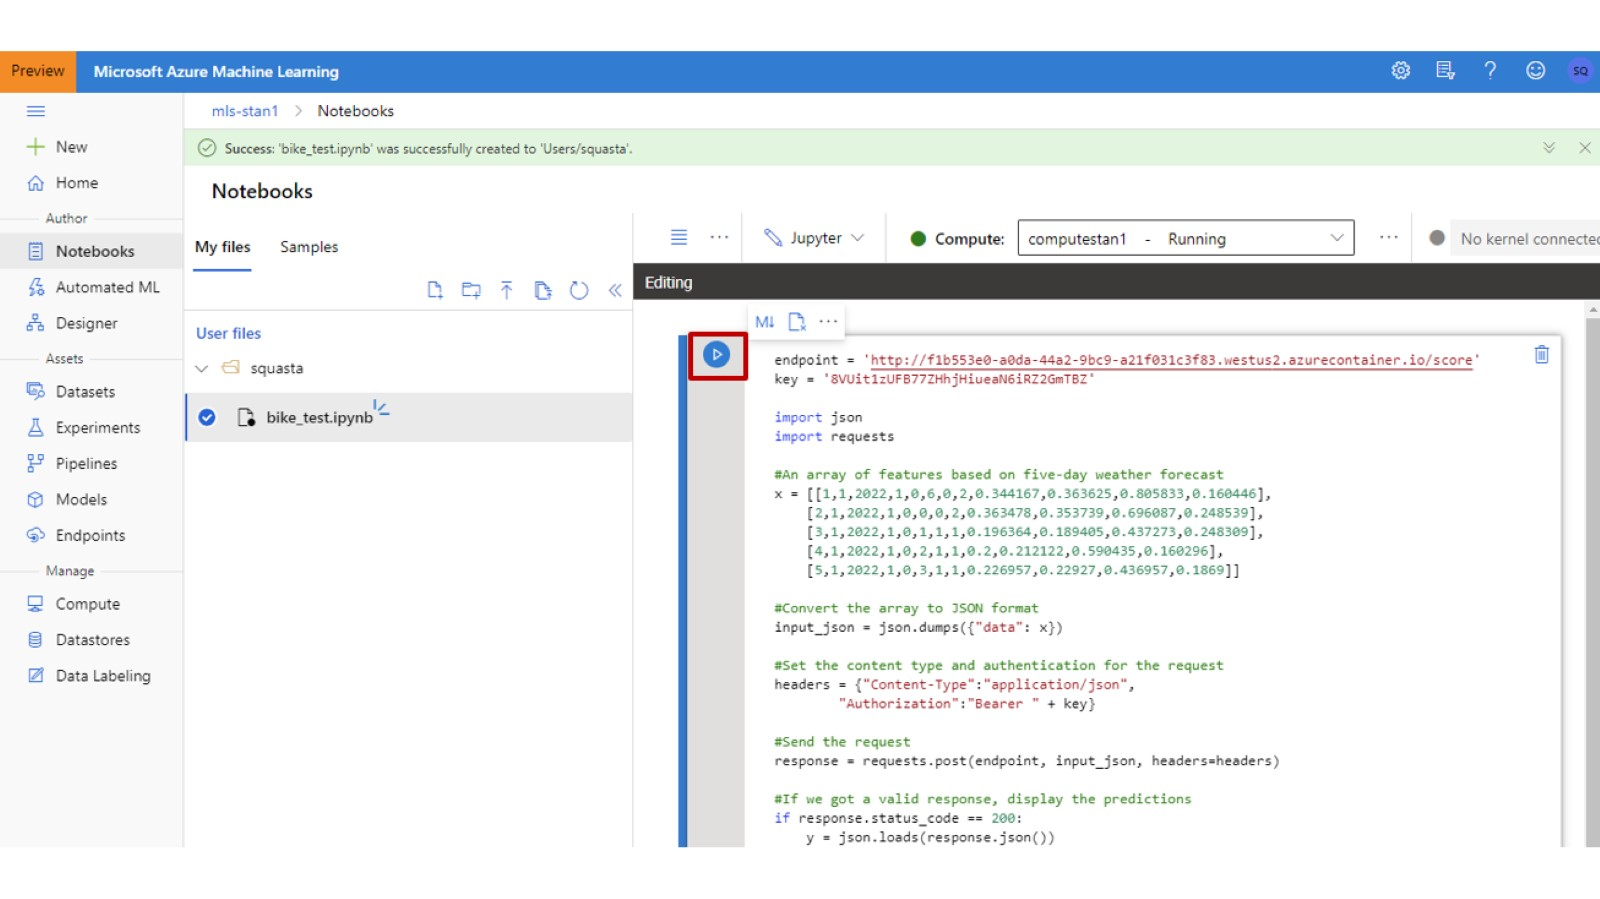 Preview
Microsoft Azure Machine Learning
SQ
mls-stan1 > Notebooks
New
Success: 'bike_test.ipynb' was successfully created to 'Users/squasta'.
Home
Notebooks
Author
Notebooks
Automated ML
Designer
Assets
Datasets
Experiments
Pipelines
Models
Endpoints
Manage
Compute
Datastores
Data Labeling
My files
Samples
User files
squasta
bike_test.ipynb
Jupyter
Compute:
computestan1 - Running
No kernel connected
Editing
M↓
endpoint = 'http://f1b553e0-a0da-44a2-9bc9-a21f031c3f83.westus2.azurecontainer.io/score'
key = '8VUit1zUFB77ZHhjHiueaN6iRZ2GmTBZ'
import json
import requests
#An array of features based on five-day weather forecast
x = [[1,1,2022,1,0,6,0,2,0.344167,0.363625,0.805833,0.160446],
[2,1,2022,1,0,0,0,2,0.363478,0.353739,0.696087,0.248539],
[3,1,2022,1,0,1,1,1,0.196364,0.189405,0.437273,0.248309],
[4,1,2022,1,0,2,1,1,0.2,0.212122,0.590435,0.160296],
[5,1,2022,1,0,3,1,1,0.226957,0.22927,0.436957,0.1869]]
#Convert the array to JSON format
input_json = json.dumps({"data": x})
#Set the content type and authentication for the request
headers = {"Content-Type":"application/json",
"Authorization":"Bearer " + key}
#Send the request
response = requests.post(endpoint, input_json, headers=headers)
#If we got a valid response, display the predictions
if response.status_code == 200:
y = json.loads(response.json())